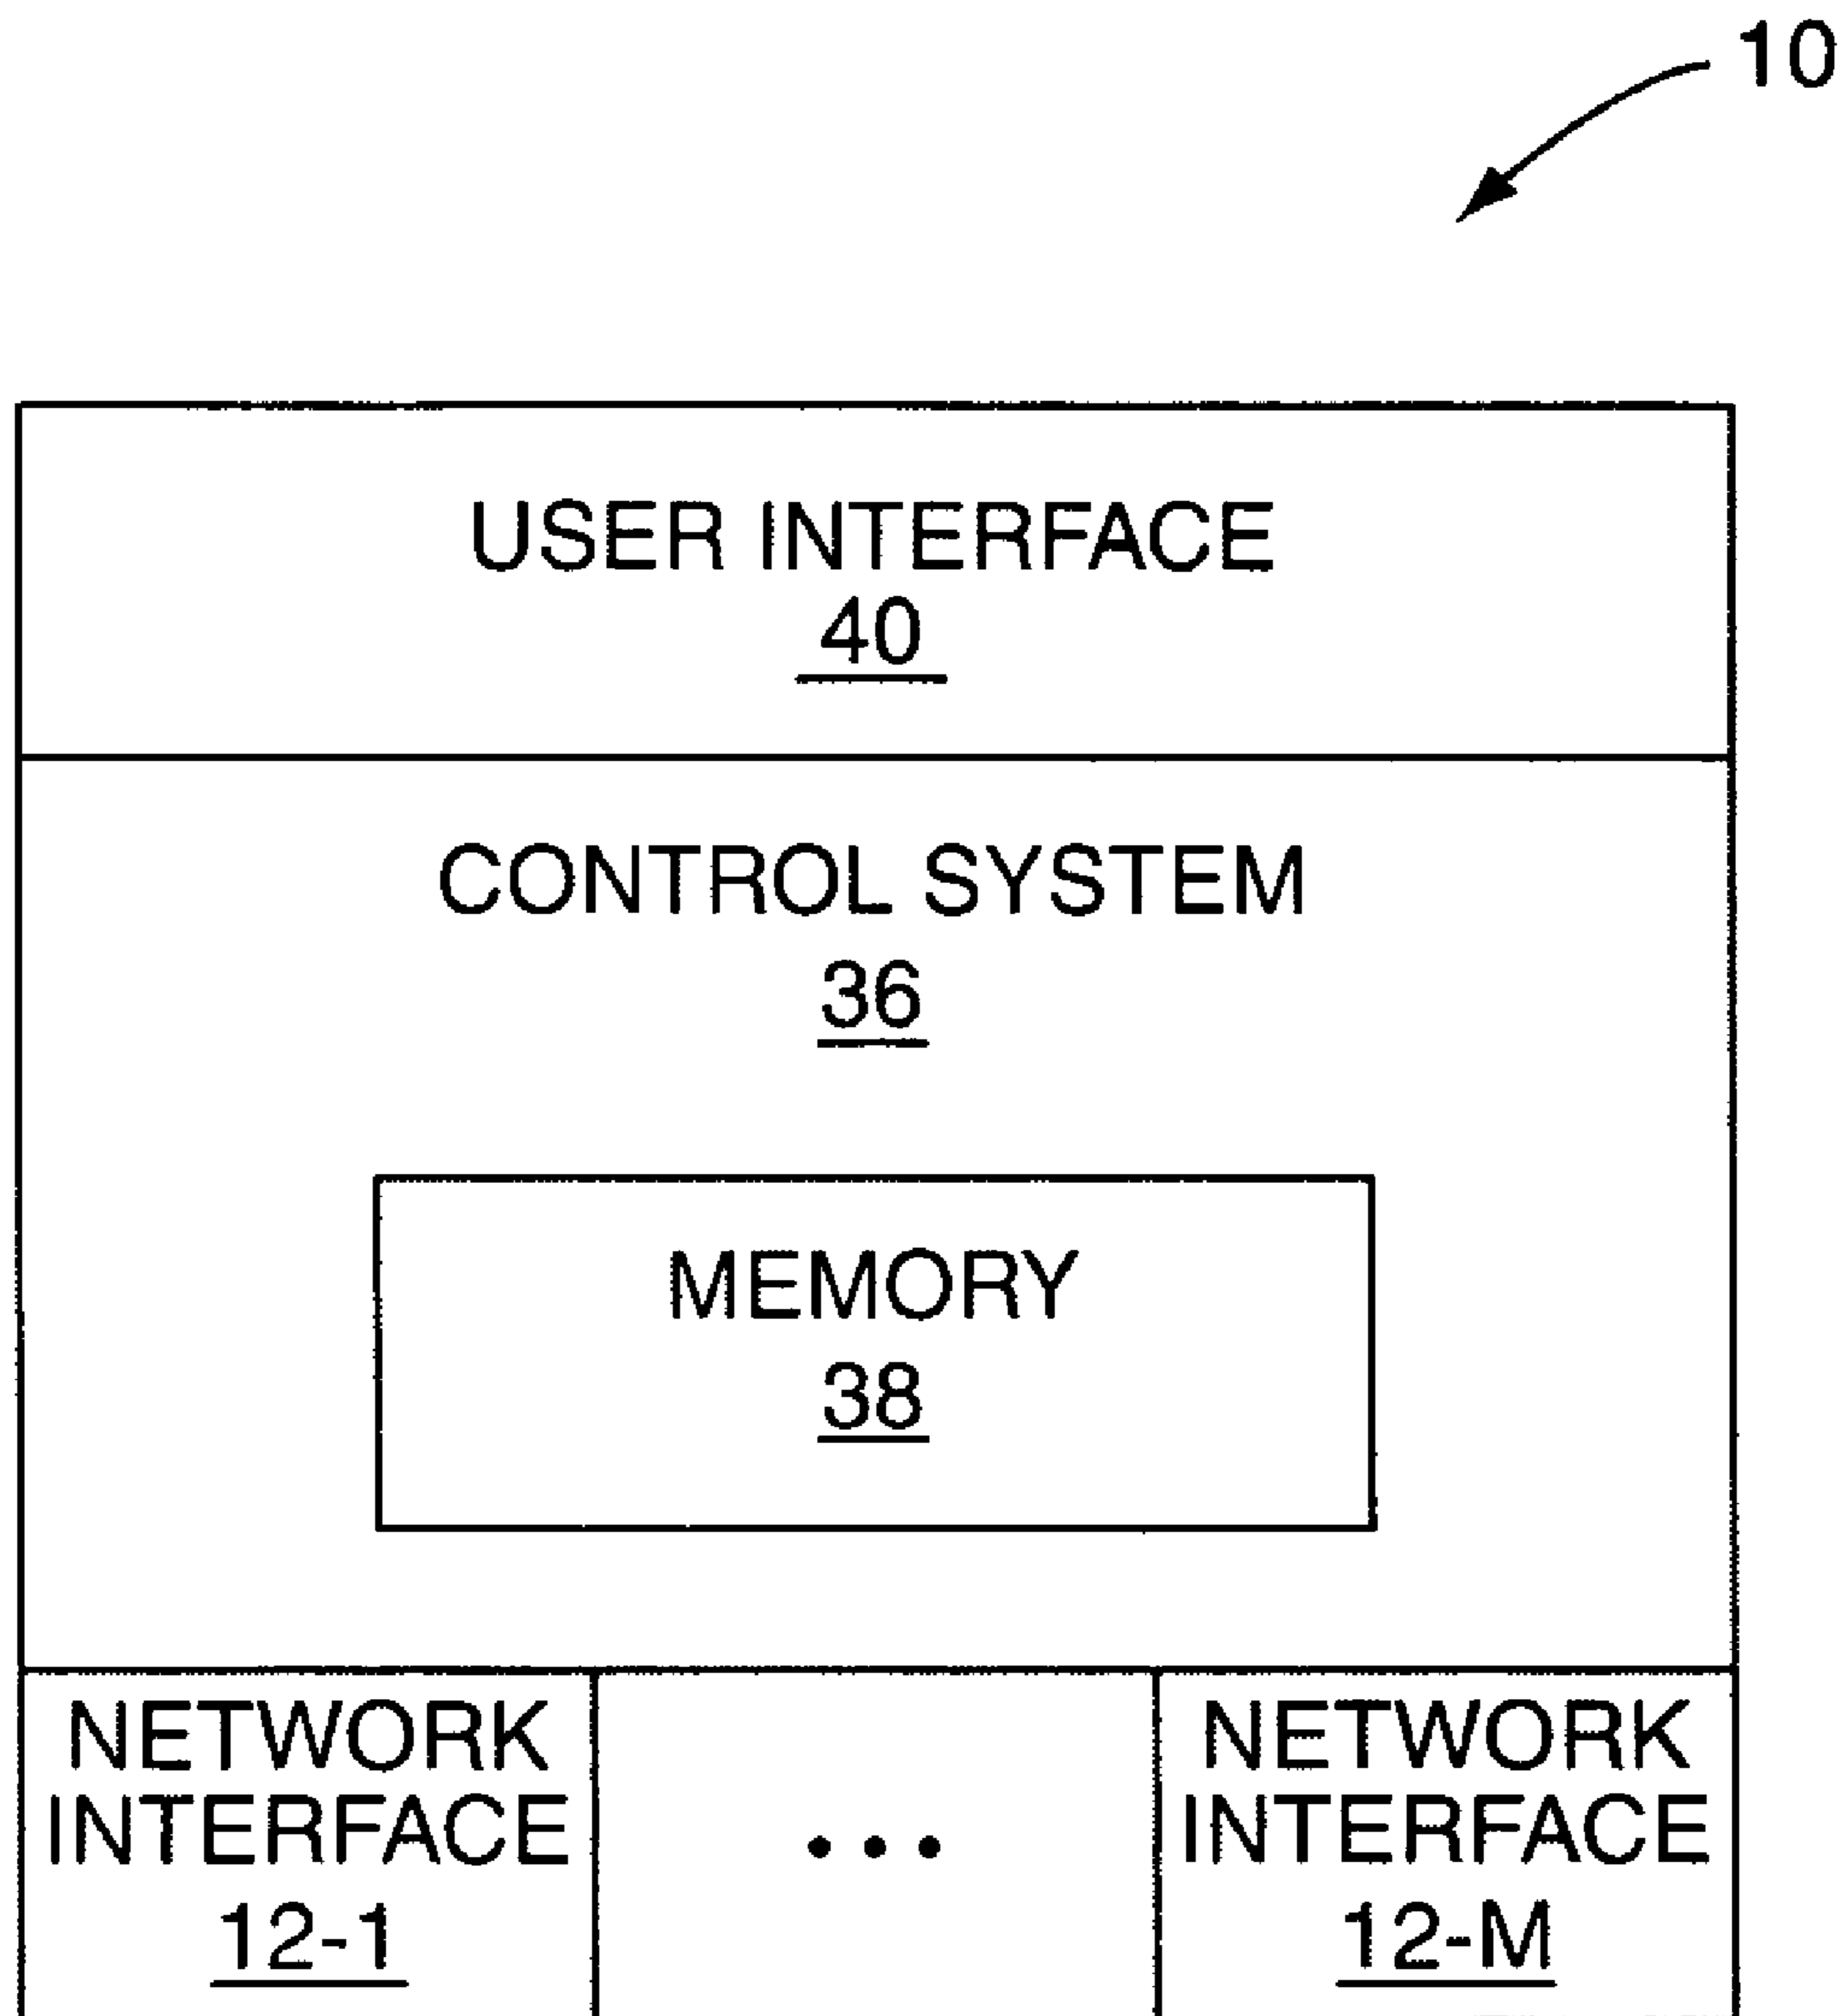 10
USER INTERFACE
40
CONTROL SYSTEM
36
MEMORY
38
NETWORK
INTERFACE
12-1
...
NETWORK
INTERFACE
12-M